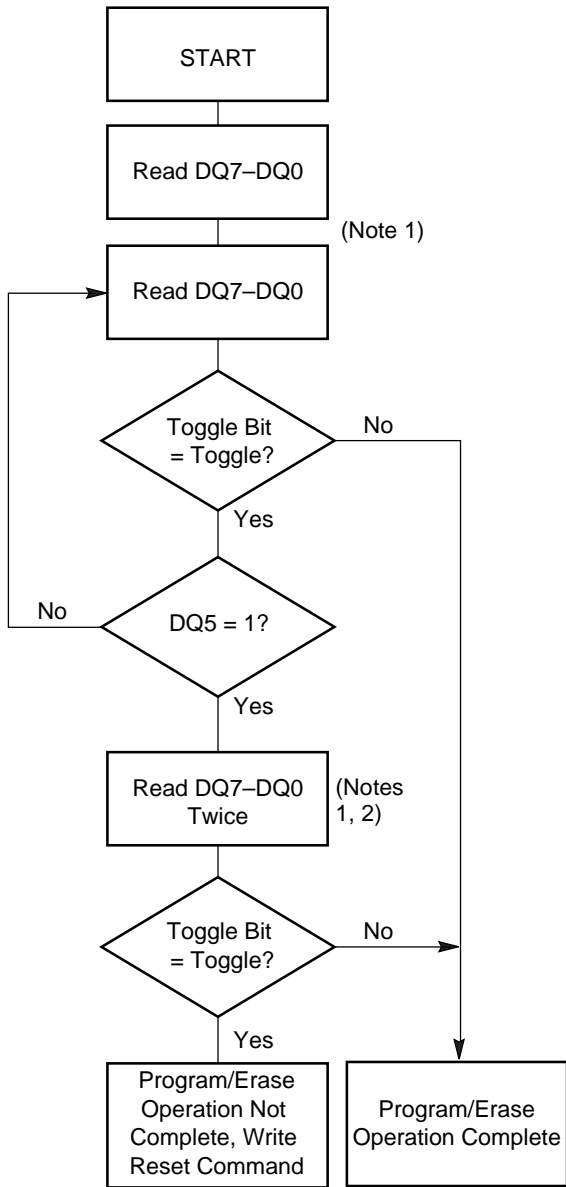 START
Read DQ7–DQ0
(Note 1)
Read DQ7–DQ0
Toggle Bit
= Toggle?
No
Yes
No
DQ5 = 1?
Yes
Read DQ7–DQ0
Twice
(Notes
1, 2)
Toggle Bit
= Toggle?
No
Yes
Program/Erase
Operation Not
Complete, Write
Reset Command
Program/Erase
Operation Complete